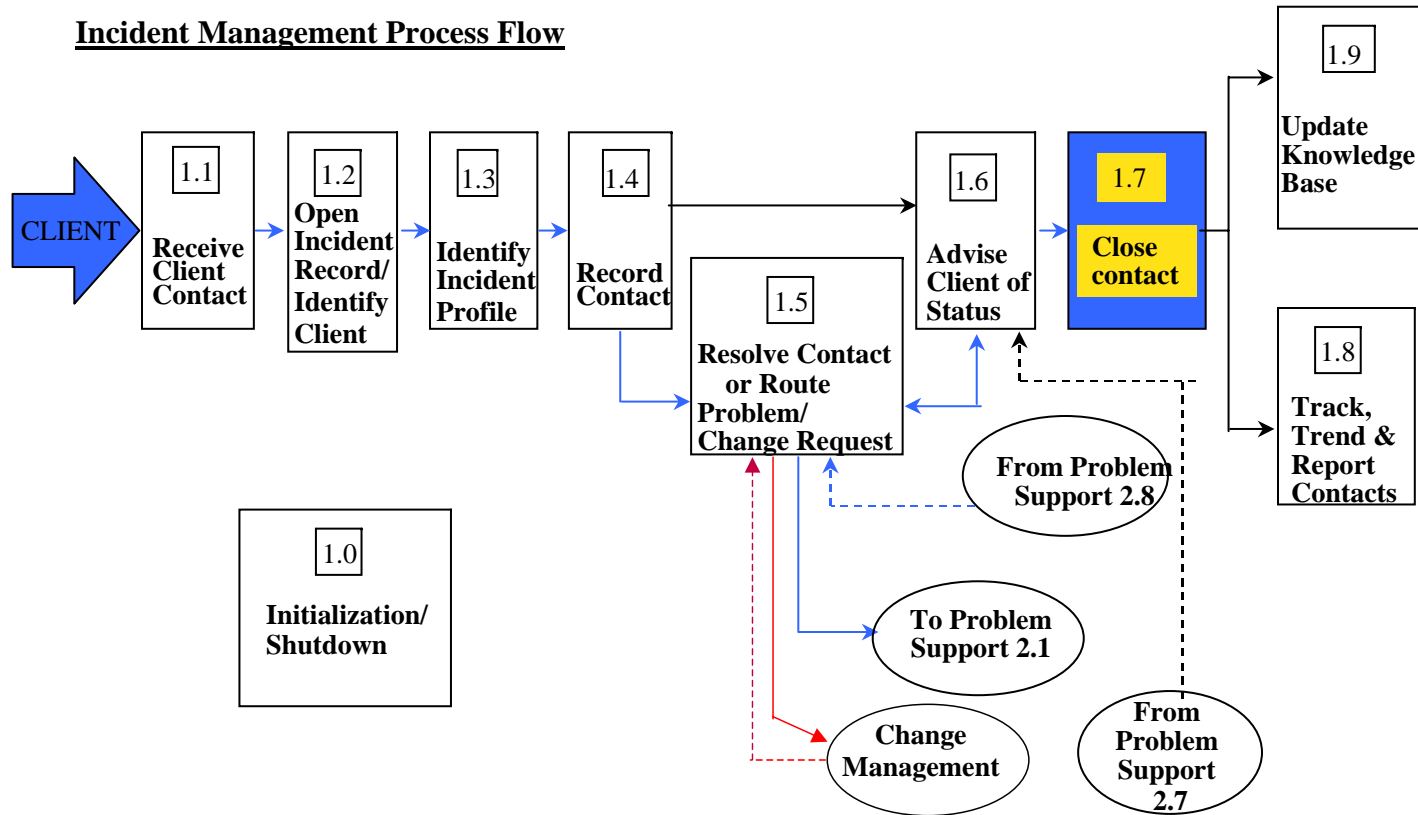 Incident Management Process Flow
CLIENT
1.1
Receive
Client
Contact
1.2
Open
Incident
Record/
Identify
Client
1.3
Identify
Incident
Profile
1.4
Record
Contact
1.5
Resolve Contact
or Route
Problem/
Change Request
1.6
Advise
Client of
Status
1.7
Close
contact
1.9
Update
Knowledge
Base
1.8
Track,
Trend &
Report
Contacts
1.0
Initialization/
Shutdown
From Problem
Support 2.8
To Problem
Support 2.1
Change
Management
From
Problem
Support
2.7